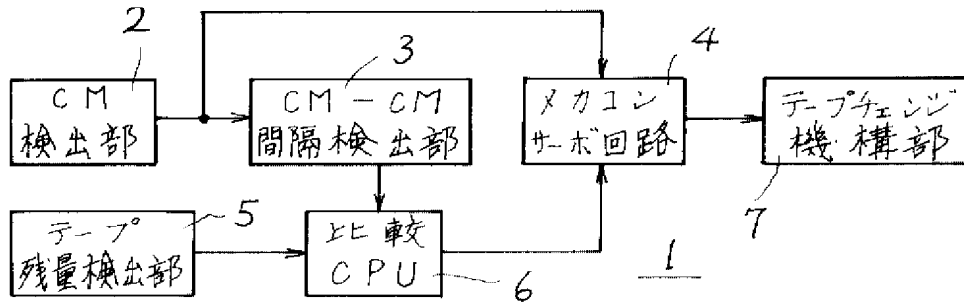 2
CM
検出部
3
CM-CM
間隔検出部
4
メカコン
サーボ回路
テープチェンジ
機構部
7
5
テープ
残量検出部
比較
CPU
6
1